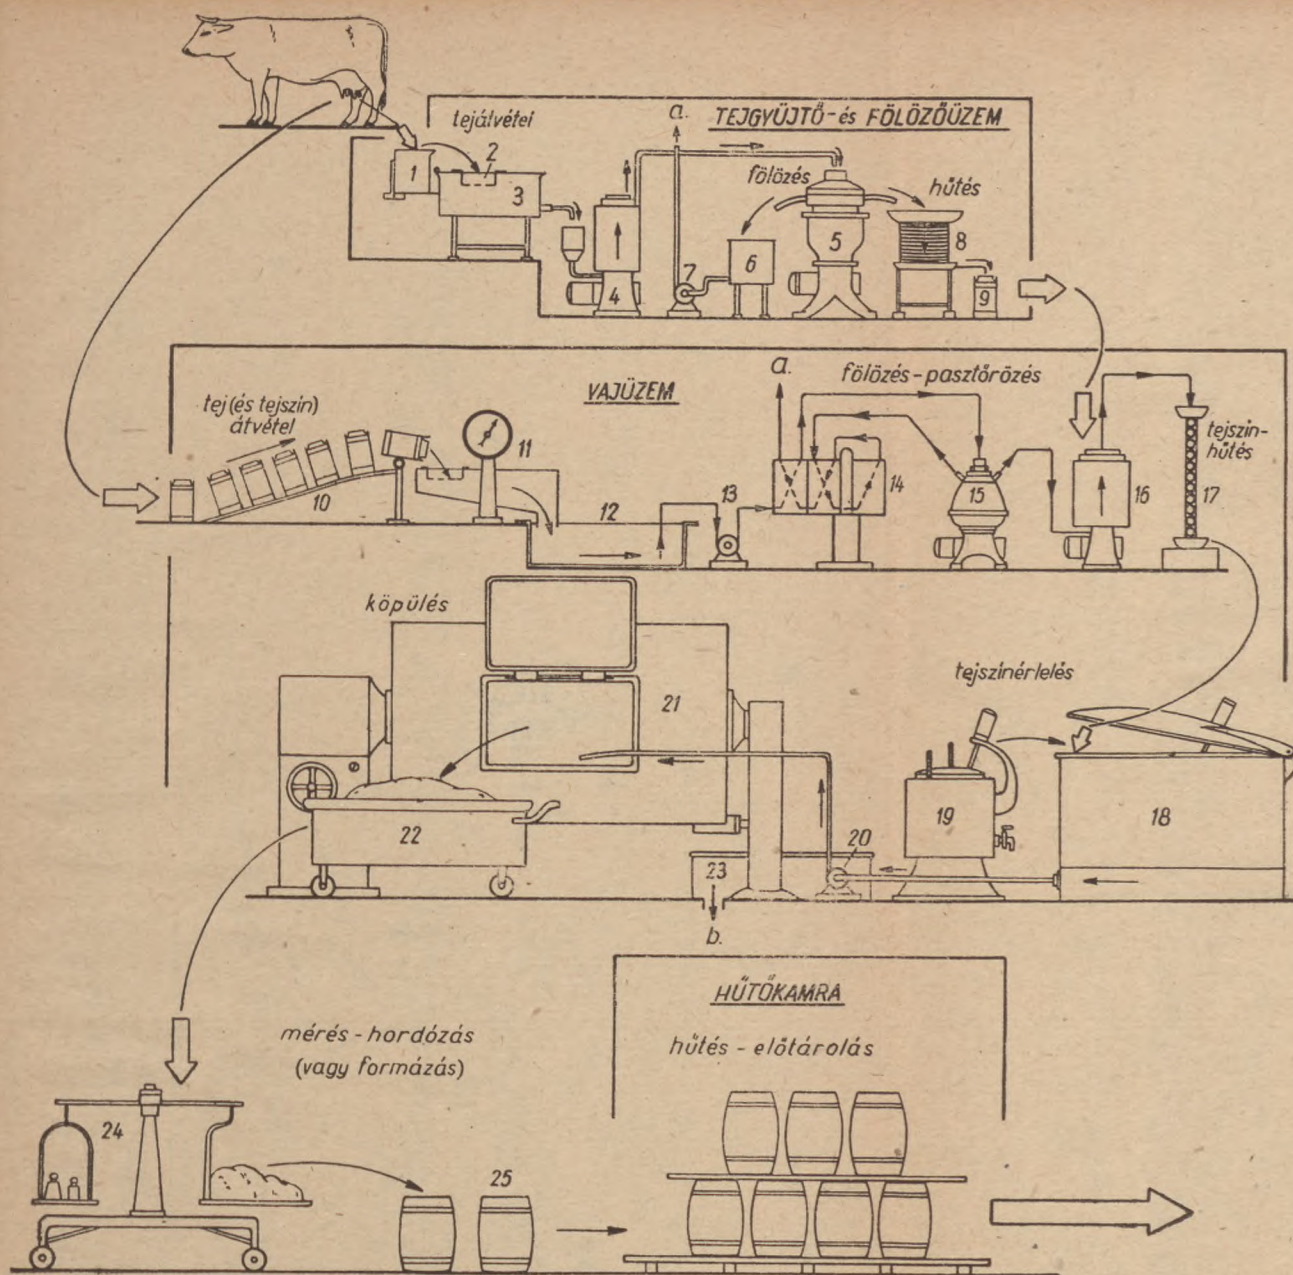 a.
TEJGYŰJTŐ- és FÖLÖZŐÜZEM
tejátvétel
1
2
3
4
5
6
7
8
9
fölözés
hűtés
VAJÜZEM
a.
fölözés - pasztőrözés
tej (és tejszín)
átvétel
10
11
12
13
14
15
16
17
tejszín-
hűtés
köpülés
tejszínérlelés
21
22
23
20
19
18
b.
HŰTŐKAMRA
mérés - hordózás
(vagy formázás)
hűtés - előtárolás
24
25